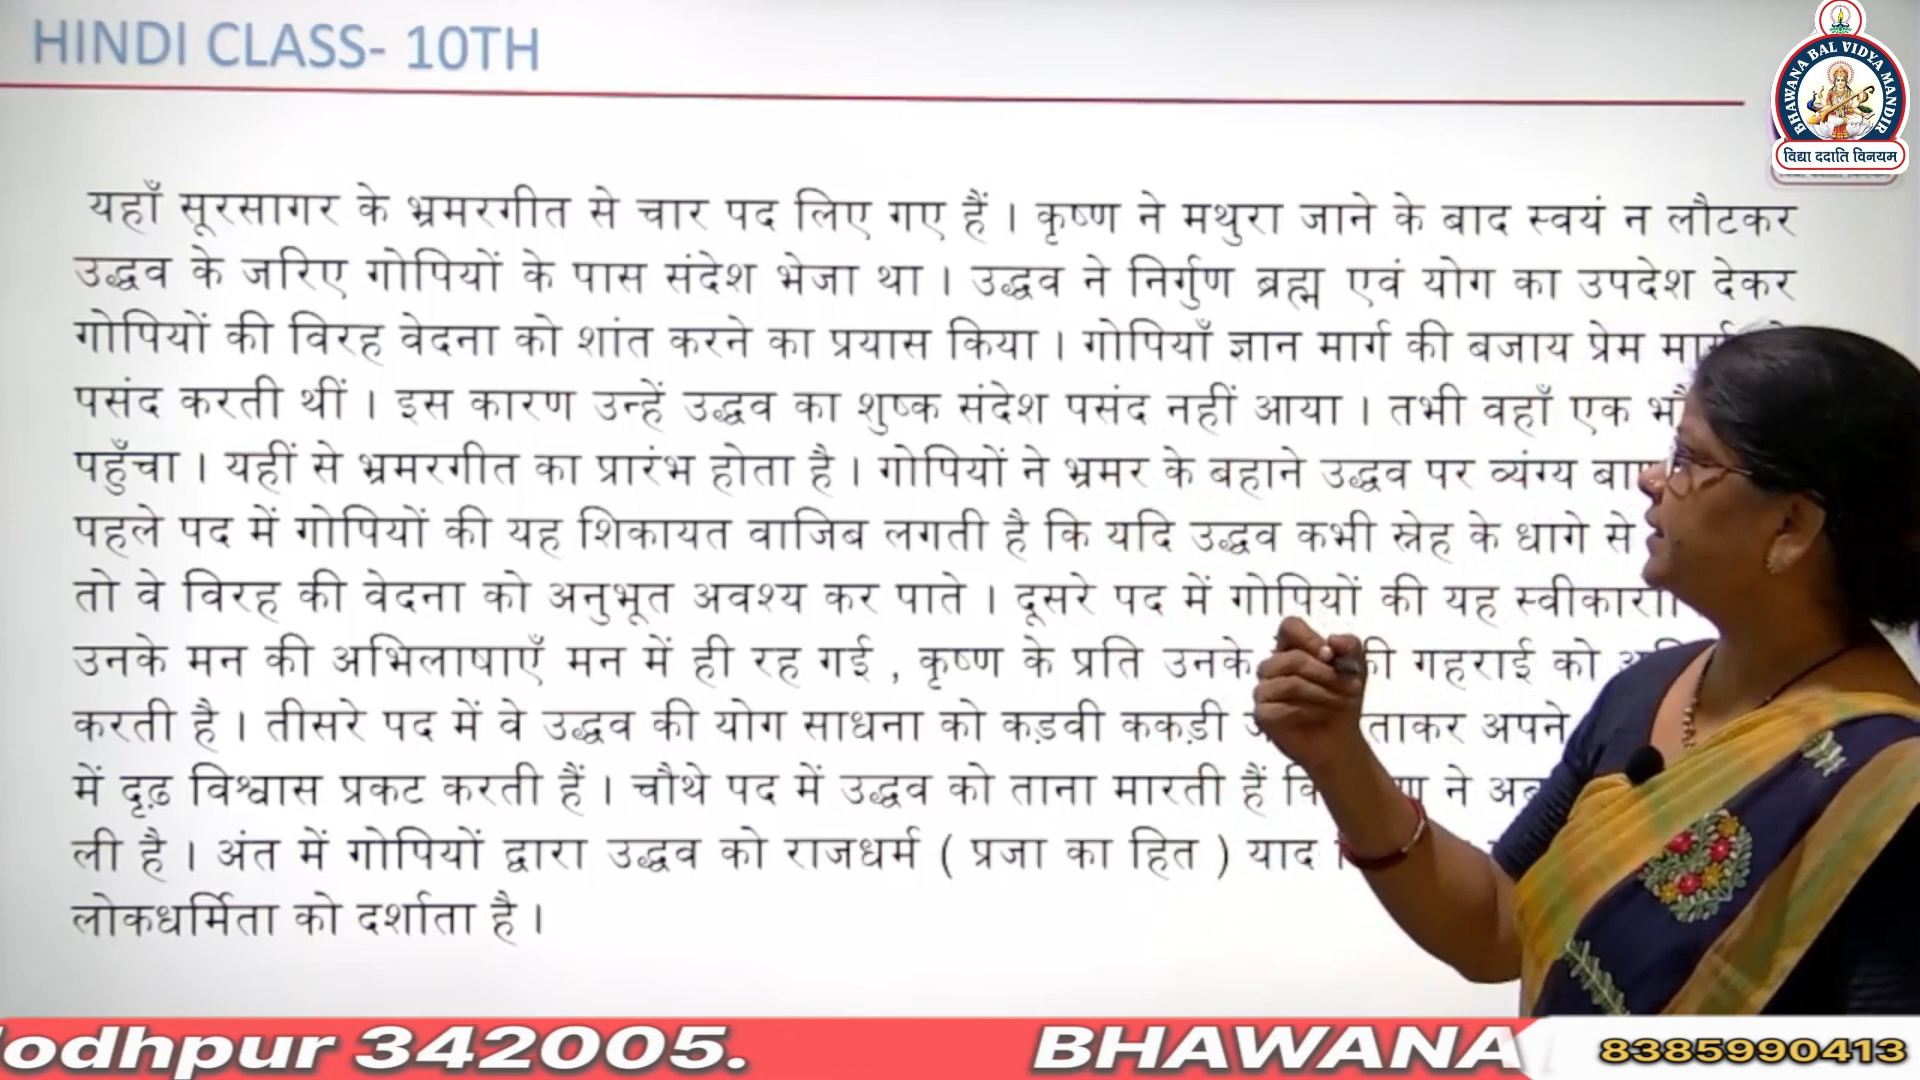 HINDI CLASS- 10TH
BHAWANA BAL VIDYA MANDIR
विद्या ददाति विनयम
यहाँ सूरसागर के भ्रमरगीत से चार पद लिए गए हैं । कृष्ण ने मथुरा जाने के बाद स्वयं न लौटकर
उद्धव के जरिए गोपियों के पास संदेश भेजा था । उद्धव ने निर्गुण ब्रह्म एवं योग का उपदेश देकर
गोपियों की विरह वेदना को शांत करने का प्रयास किया । गोपियाँ ज्ञान मार्ग की बजाय प्रेम
पसंद करती थीं । इस कारण उन्हें उद्धव का शुष्क संदेश पसंद नहीं आया । तभी वहाँ एक
पहुँचा । यहीं से भ्रमरगीत का प्रारंभ होता है । गोपियों ने भ्रमर के बहाने उद्धव पर व्यंग्य
पहले पद में गोपियों की यह शिकायत वाजिब लगती है कि यदि उद्धव कभी स्नेह के धागे से
तो वे विरह की वेदना को अनुभूत अवश्य कर पाते । दूसरे पद में गोपियों की यह
उनके मन की अभिलाषाएँ मन में ही रह गई , कृष्ण के प्रति उनके की गहराई को
करती है । तीसरे पद में वे उद्धव की योग साधना को कड़वी ककड़ी अपने
में दृढ़ विश्वास प्रकट करती हैं । चौथे पद में उद्धव को ताना मारती हैं ने
ली है । अंत में गोपियों द्वारा उद्धव को राजधर्म ( प्रजा का हित ) याद
लोकधर्मिता को दर्शाता है ।
Jodhpur 342005. BHAWANA 8385990413